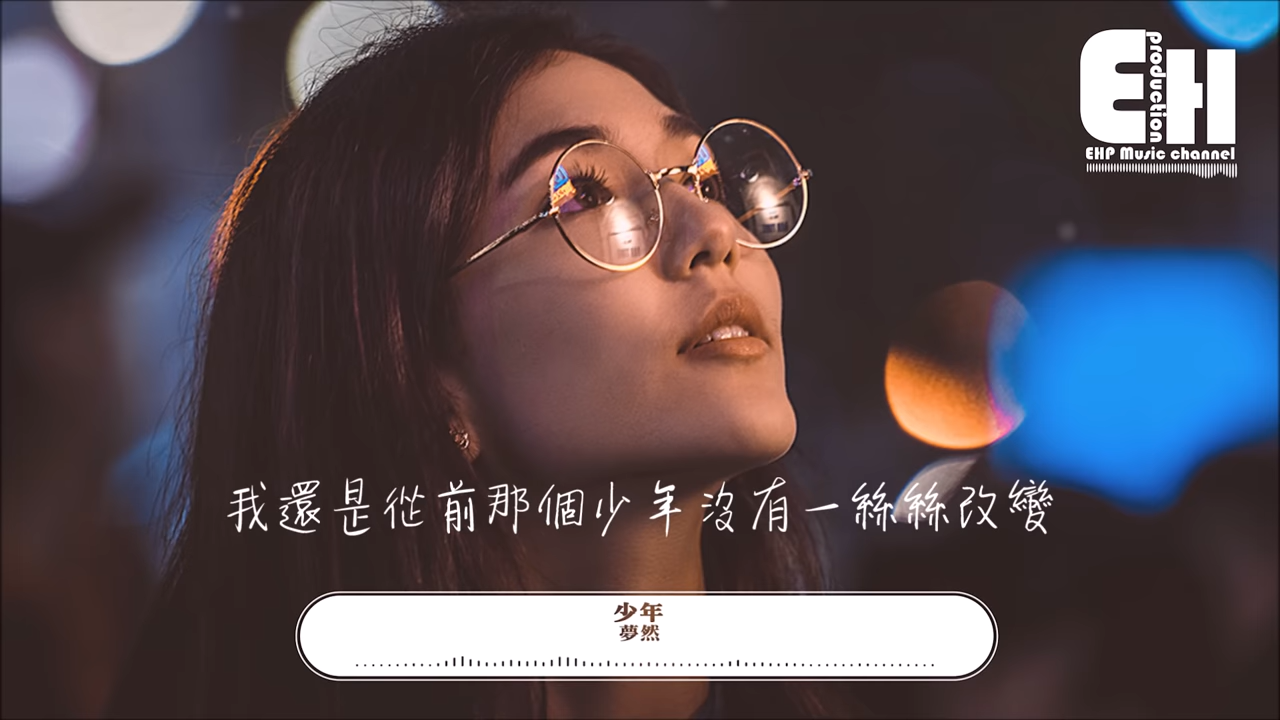 EH
production
EHP Music channel
我還是從前那個少年 沒有一絲絲改變
少年
夢然